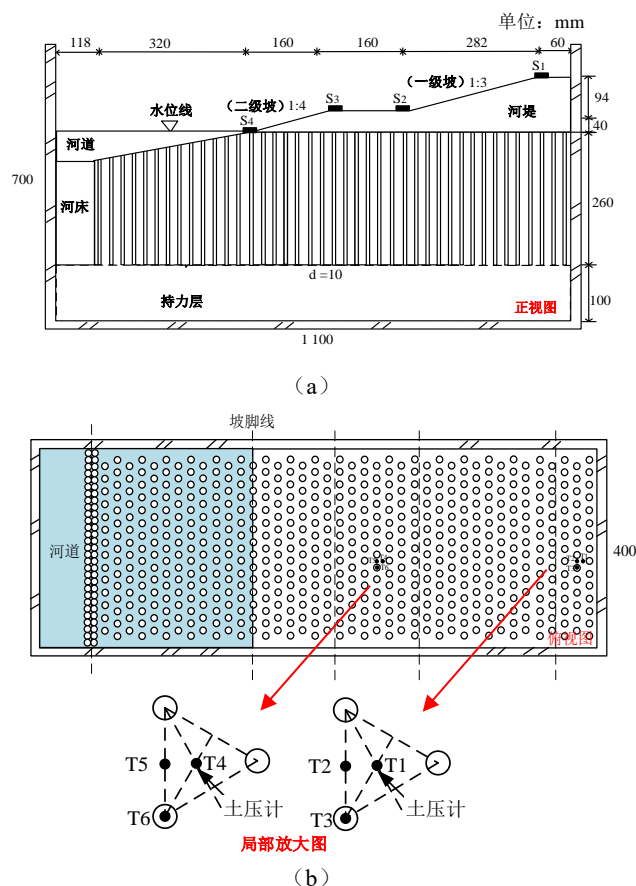 单位：mm
118 320 160 160 282 60
S1
（一级坡）1:3
94
S3 S2
（二级坡）1:4
水位线
S4
河堤
40
河道
700
河床
260
d =10
持力层
100
正视图
1 100
（a）
坡脚线
河道
400
俯视图
T5 T4 T2 T1
T6 土压计 T3 土压计
局部放大图
（b）